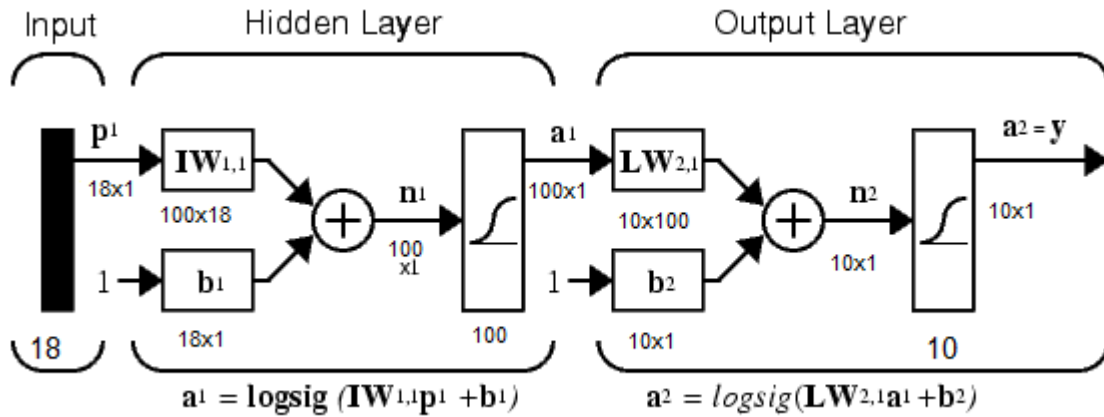 Input Hidden Layer Output Layer
p1 a1 a2 = y
IW1,1 LW2,1
18x1 n1 100x1 n2 10x1
100x18 10x100
100
x1
10x1
1 b1 1 b2
18 18x1 100 10x1 10
a1 = logsig (IW1,1p1 +b1) a2 = logsig(LW2,1a1 +b2)